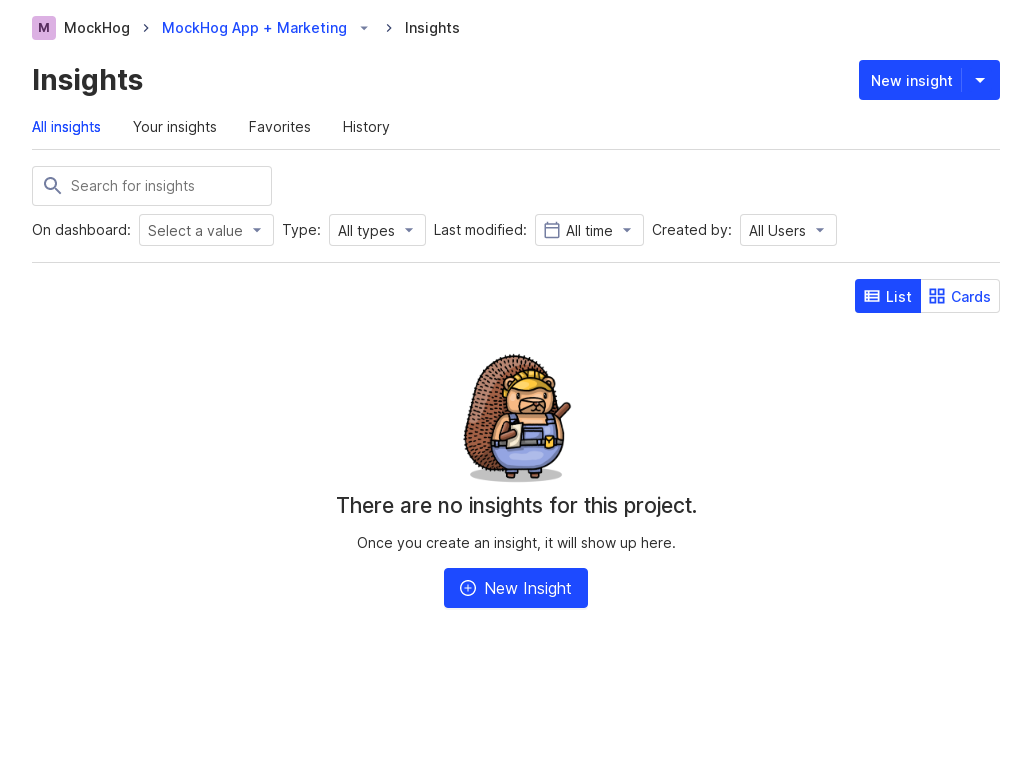 M MockHog MockHog App + Marketing Insights
Insights
New insight
All insights Your insights Favorites History
Search for insights
On dashboard: Select a value Type: All types Last modified: All time Created by: All Users
List Cards
There are no insights for this project.
Once you create an insight, it will show up here.
New Insight